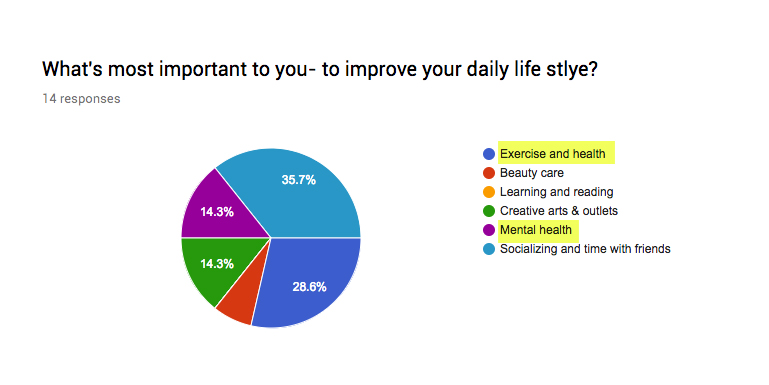 What's most important to you- to improve your daily life stlye?
14 responses
35.7%
14.3%
14.3%
28.6%
Exercise and health
Beauty care
Learning and reading
Creative arts & outlets
Mental health
Socializing and time with friends